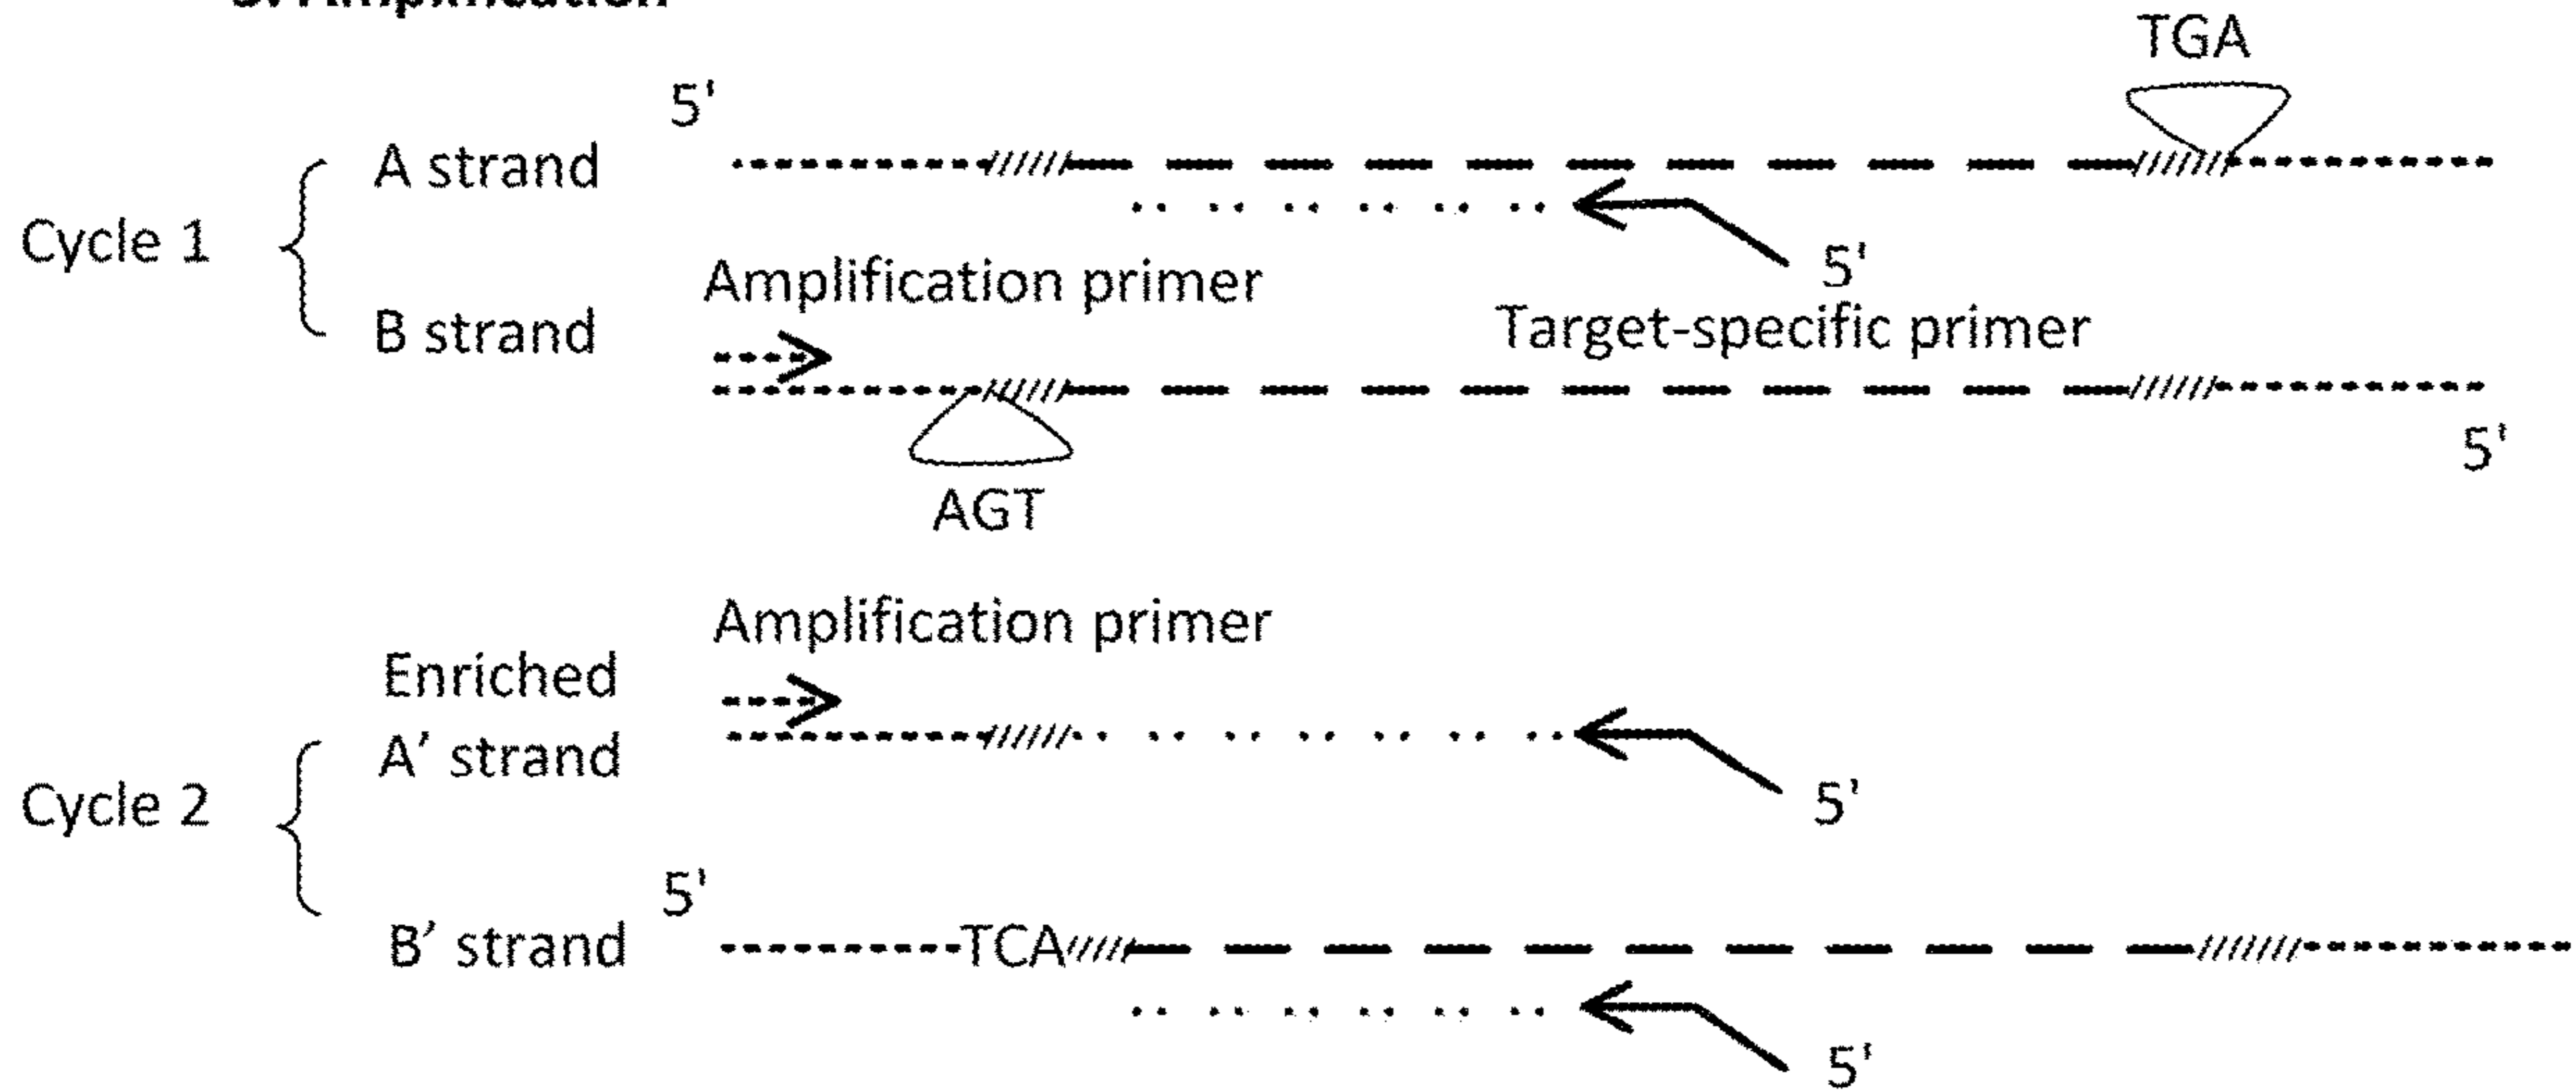 Amplification
TGA
5'
A strand
Cycle 1
5'
Amplification primer
B strand
Target-specific primer
5'
AGT
Amplification primer
Enriched
A' strand
Cycle 2
5'
5'
B' strand
TCA
5'